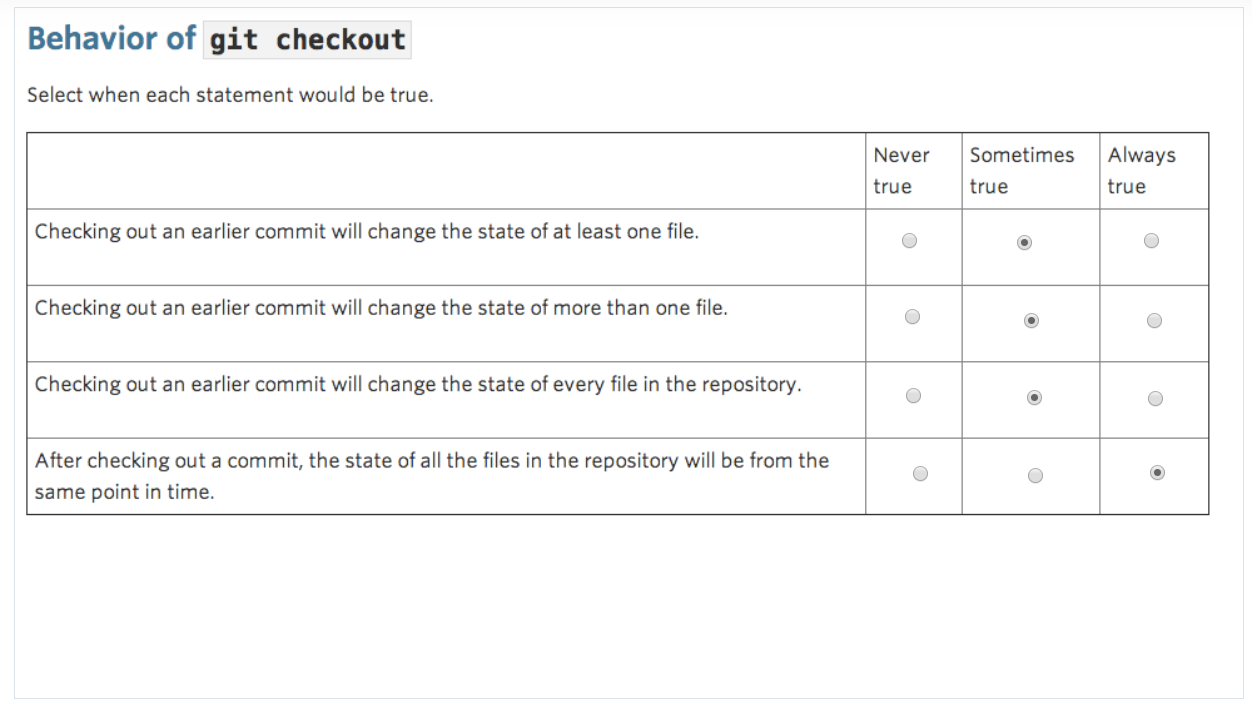 Behavior of git checkout
Select when each statement would be true.
Never Sometimes Always
true true true
Checking out an earlier commit will change the state of at least one file.
Checking out an earlier commit will change the state of more than one file.
Checking out an earlier commit will change the state of every file in the repository.
After checking out a commit, the state of all the files in the repository will be from the
same point in time.